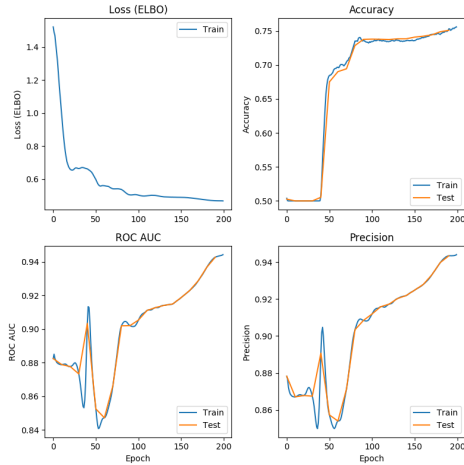 Loss (ELBO)
Accuracy
Loss (ELBO)
1.4
1.2
1.0
0.8
0.6
Train
0
50
100
150
200
Accuracy
0.75
0.70
0.65
0.60
0.55
0.50
Train
Test
0
50
100
150
200
ROC AUC
Precision
ROC AUC
0.94
0.92
0.90
0.88
0.86
0.84
Train
Test
0
50
100
150
200
Epoch
Precision
0.94
0.92
0.90
0.88
0.86
Train
Test
0
50
100
150
200
Epoch